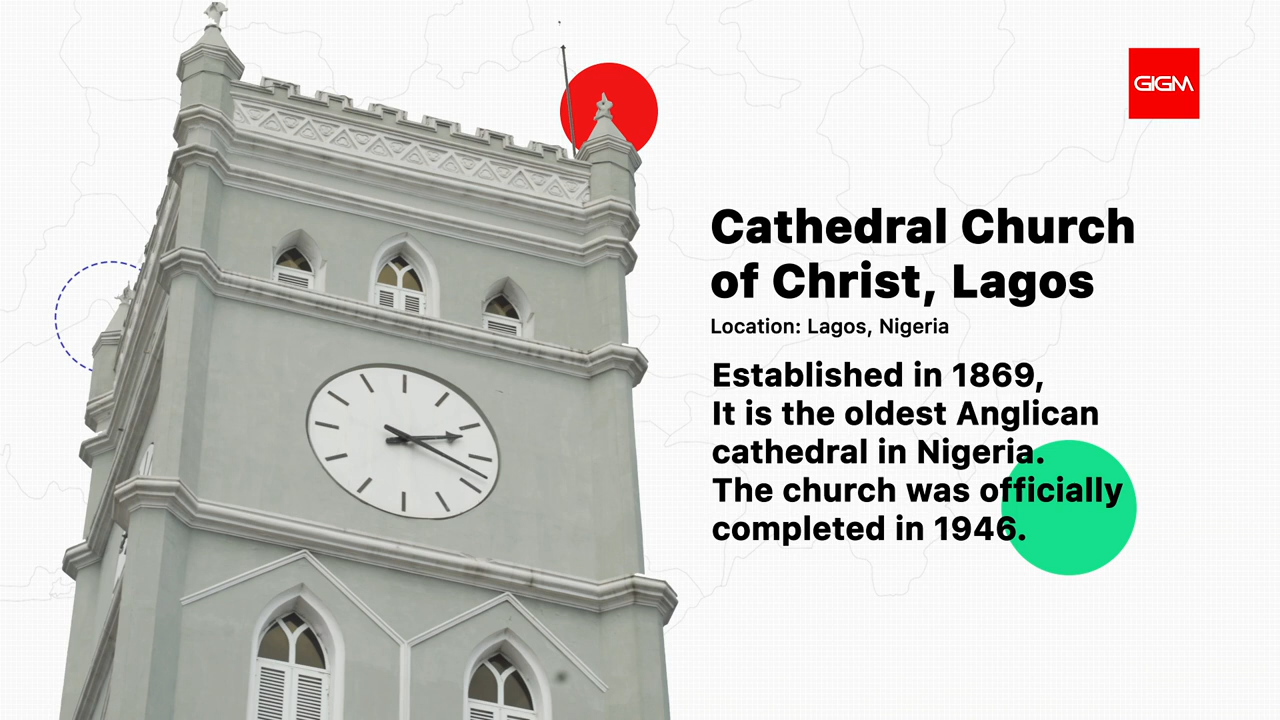 GIGM
Cathedral Church
of Christ, Lagos
Location: Lagos, Nigeria
Established in 1869,
It is the oldest Anglican
cathedral in Nigeria.
The church was officially
completed in 1946.